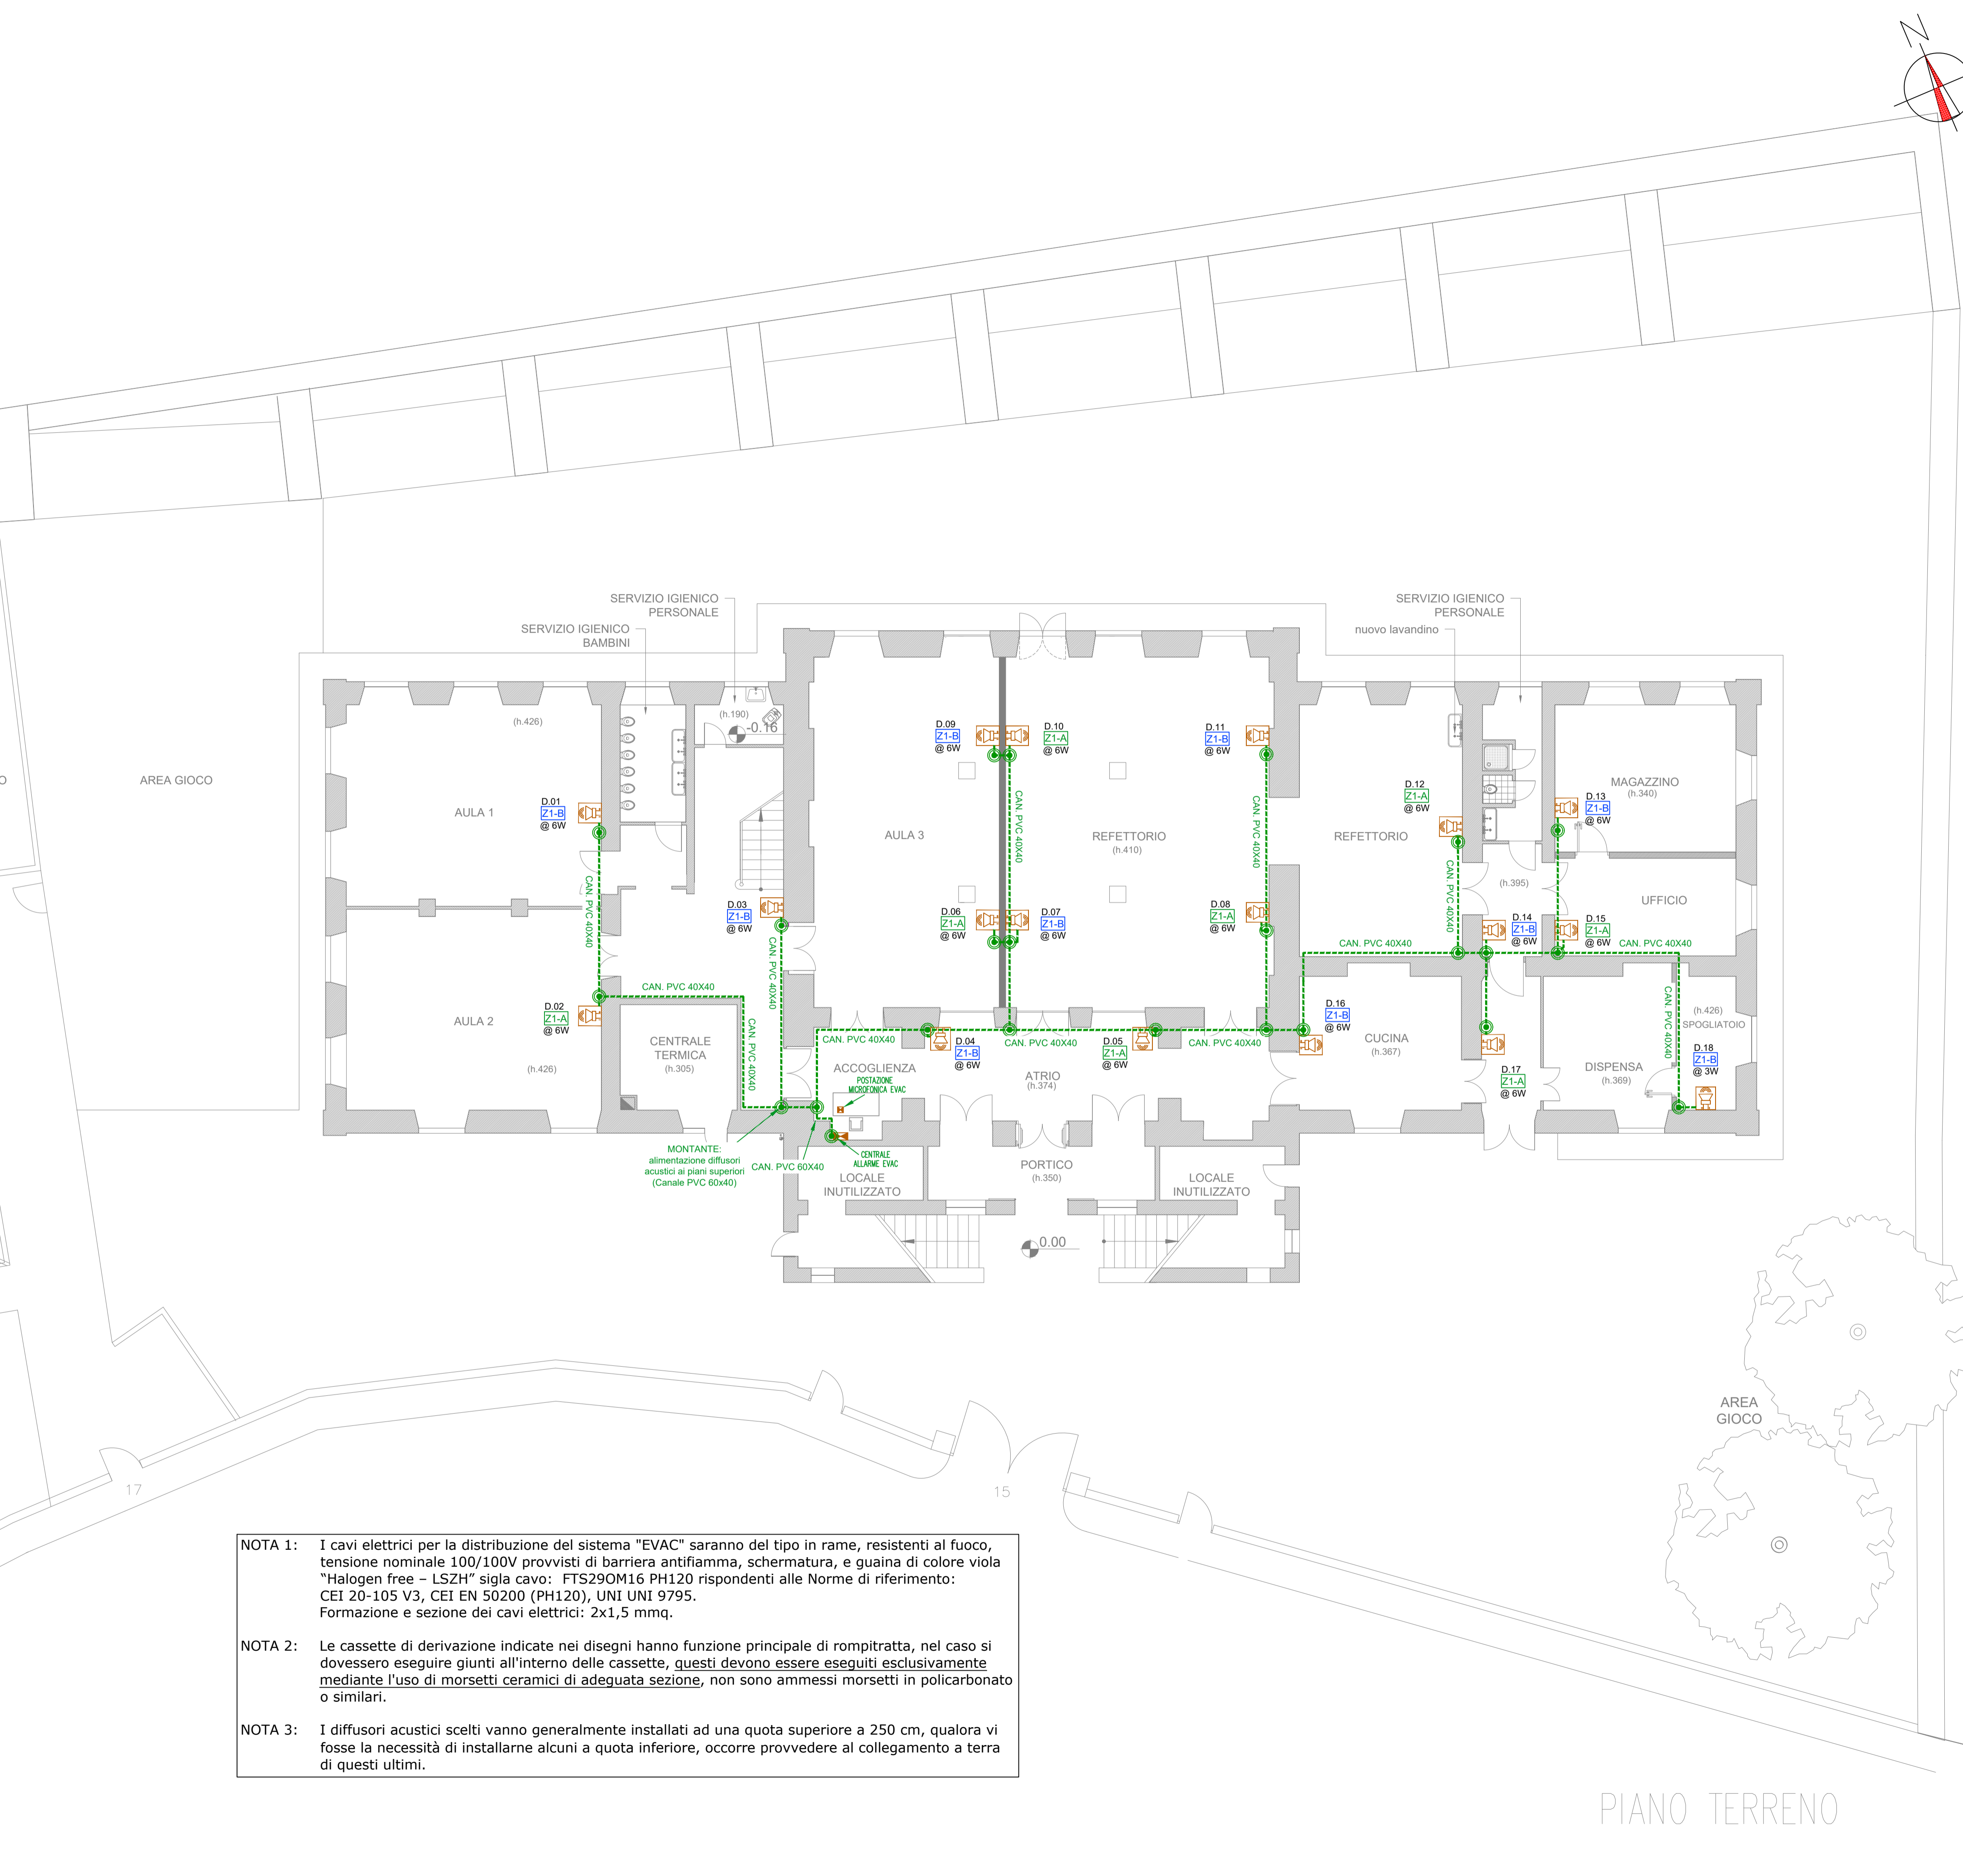 N
SERVIZIO IGIENICO
PERSONALE
SERVIZIO IGIENICO
BAMBINI
SERVIZIO IGIENICO
PERSONALE
nuovo lavandino
(h.426)
(h.190)
-0.16
AREA GIOCO
AULA 1
D.01
Z1-B
@ 6W
D.09
Z1-B
@ 6W
D.10
Z1-A
@ 6W
D.11
Z1-B
@ 6W
D.12
Z1-A
@ 6W
D.13
Z1-B
@ 6W
MAGAZZINO
(h.340)
AULA 3
REFETTORIO
(h.410)
REFETTORIO
CAN. PVC 40X40
CAN. PVC 40X40
CAN. PVC 40X40
CAN. PVC 40X40
(h.395)
UFFICIO
D.03
Z1-B
@ 6W
D.06
Z1-A
@ 6W
D.07
Z1-B
@ 6W
D.08
Z1-A
@ 6W
D.14
Z1-B
@ 6W
D.15
Z1-A
@ 6W
CAN. PVC 40X40
CAN. PVC 40X40
CAN. PVC 40X40
CAN. PVC 40X40
D.02
Z1-A
@ 6W
AULA 2
(h.426)
CENTRALE
TERMICA
(h.305)
CAN. PVC 40X40
CAN. PVC 40X40
CAN. PVC 40X40
CAN. PVC 40X40
CAN. PVC 40X40
D.04
Z1-B
@ 6W
D.05
Z1-A
@ 6W
D.16
Z1-B
@ 6W
CUCINA
(h.367)
D.17
Z1-A
@ 6W
DISPENSA
(h.369)
(h.426)
SPOGLIATOIO
D.18
Z1-B
@ 3W
ACCOGLIENZA
POSTAZIONE
MICROFONICA EVAC
ATRIO
(h.374)
MONTANTE:
alimentazione diffusori
acustici ai piani superiori
(Canale PVC 60x40)
CAN. PVC 60X40
CENTRALE
ALLARME EVAC
LOCALE
INUTILIZZATO
PORTICO
(h.350)
LOCALE
INUTILIZZATO
0.00
AREA
GIOCO
17
15
NOTA 1: I cavi elettrici per la distribuzione del sistema "EVAC" saranno del tipo in rame, resistenti al fuoco,
tensione nominale 100/100V provvisti di barriera antifiamma, schermatura, e guaina di colore viola
“Halogen free – LSZH” sigla cavo: FTS29OM16 PH120 rispondenti alle Norme di riferimento:
CEI 20-105 V3, CEI EN 50200 (PH120), UNI UNI 9795.
Formazione e sezione dei cavi elettrici: 2x1,5 mmq.
NOTA 2: Le cassette di derivazione indicate nei disegni hanno funzione principale di rompitratta, nel caso si
dovessero eseguire giunti all'interno delle cassette, questi devono essere eseguiti esclusivamente
mediante l'uso di morsetti ceramici di adeguata sezione, non sono ammessi morsetti in policarbonato
o similari.
NOTA 3: I diffusori acustici scelti vanno generalmente installati ad una quota superiore a 250 cm, qualora vi
fosse la necessità di installarne alcuni a quota inferiore, occorre provvedere al collegamento a terra
di questi ultimi.
PIANO TERRENO